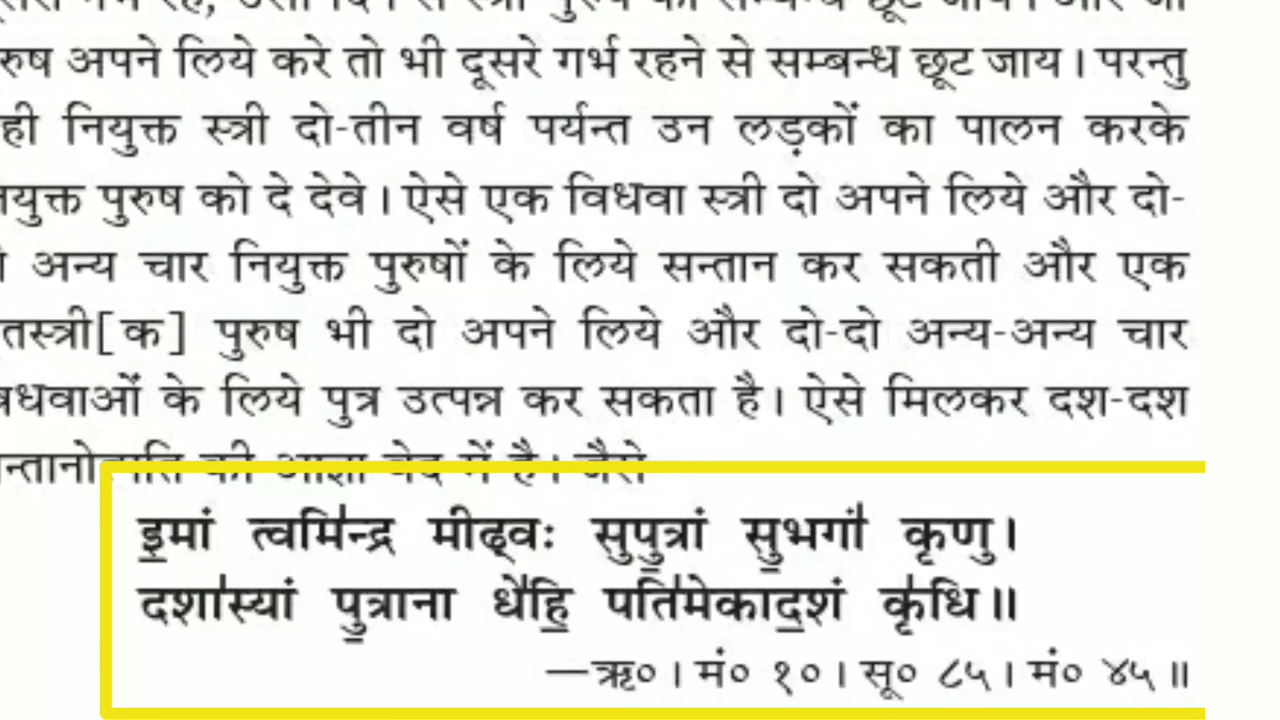 रुष अपने लिये करे तो भी दूसरे गर्भ रहने से सम्बन्ध छूट जाय। परन्तु
ही नियुक्त स्त्री दो-तीन वर्ष पर्यन्त उन लड़कों का पालन करके
नियुक्त पुरुष को दे देवे। ऐसे एक विधवा स्त्री दो अपने लिये और दो-
अन्य चार नियुक्त पुरुषों के लिये सन्तान कर सकती और एक
तस्त्री[क] पुरुष भी दो अपने लिये और दो-दो अन्य-अन्य चार
विधवाओं के लिये पुत्र उत्पन्न कर सकता है। ऐसे मिलकर दश-दश
की आज्ञा वेद में है। जैसे
इ॒मां त्वमि॑न्द्र मीढ्वः सुपु॒त्रां सु॒भगां॑ कृणु।
दशा॑स्यां पु॒त्राना धे॑हि॒ पति॑मेकाद॒शं कृ॑धि॥
—ऋ०। मं० १०। सू० ८५। मं० ४५॥